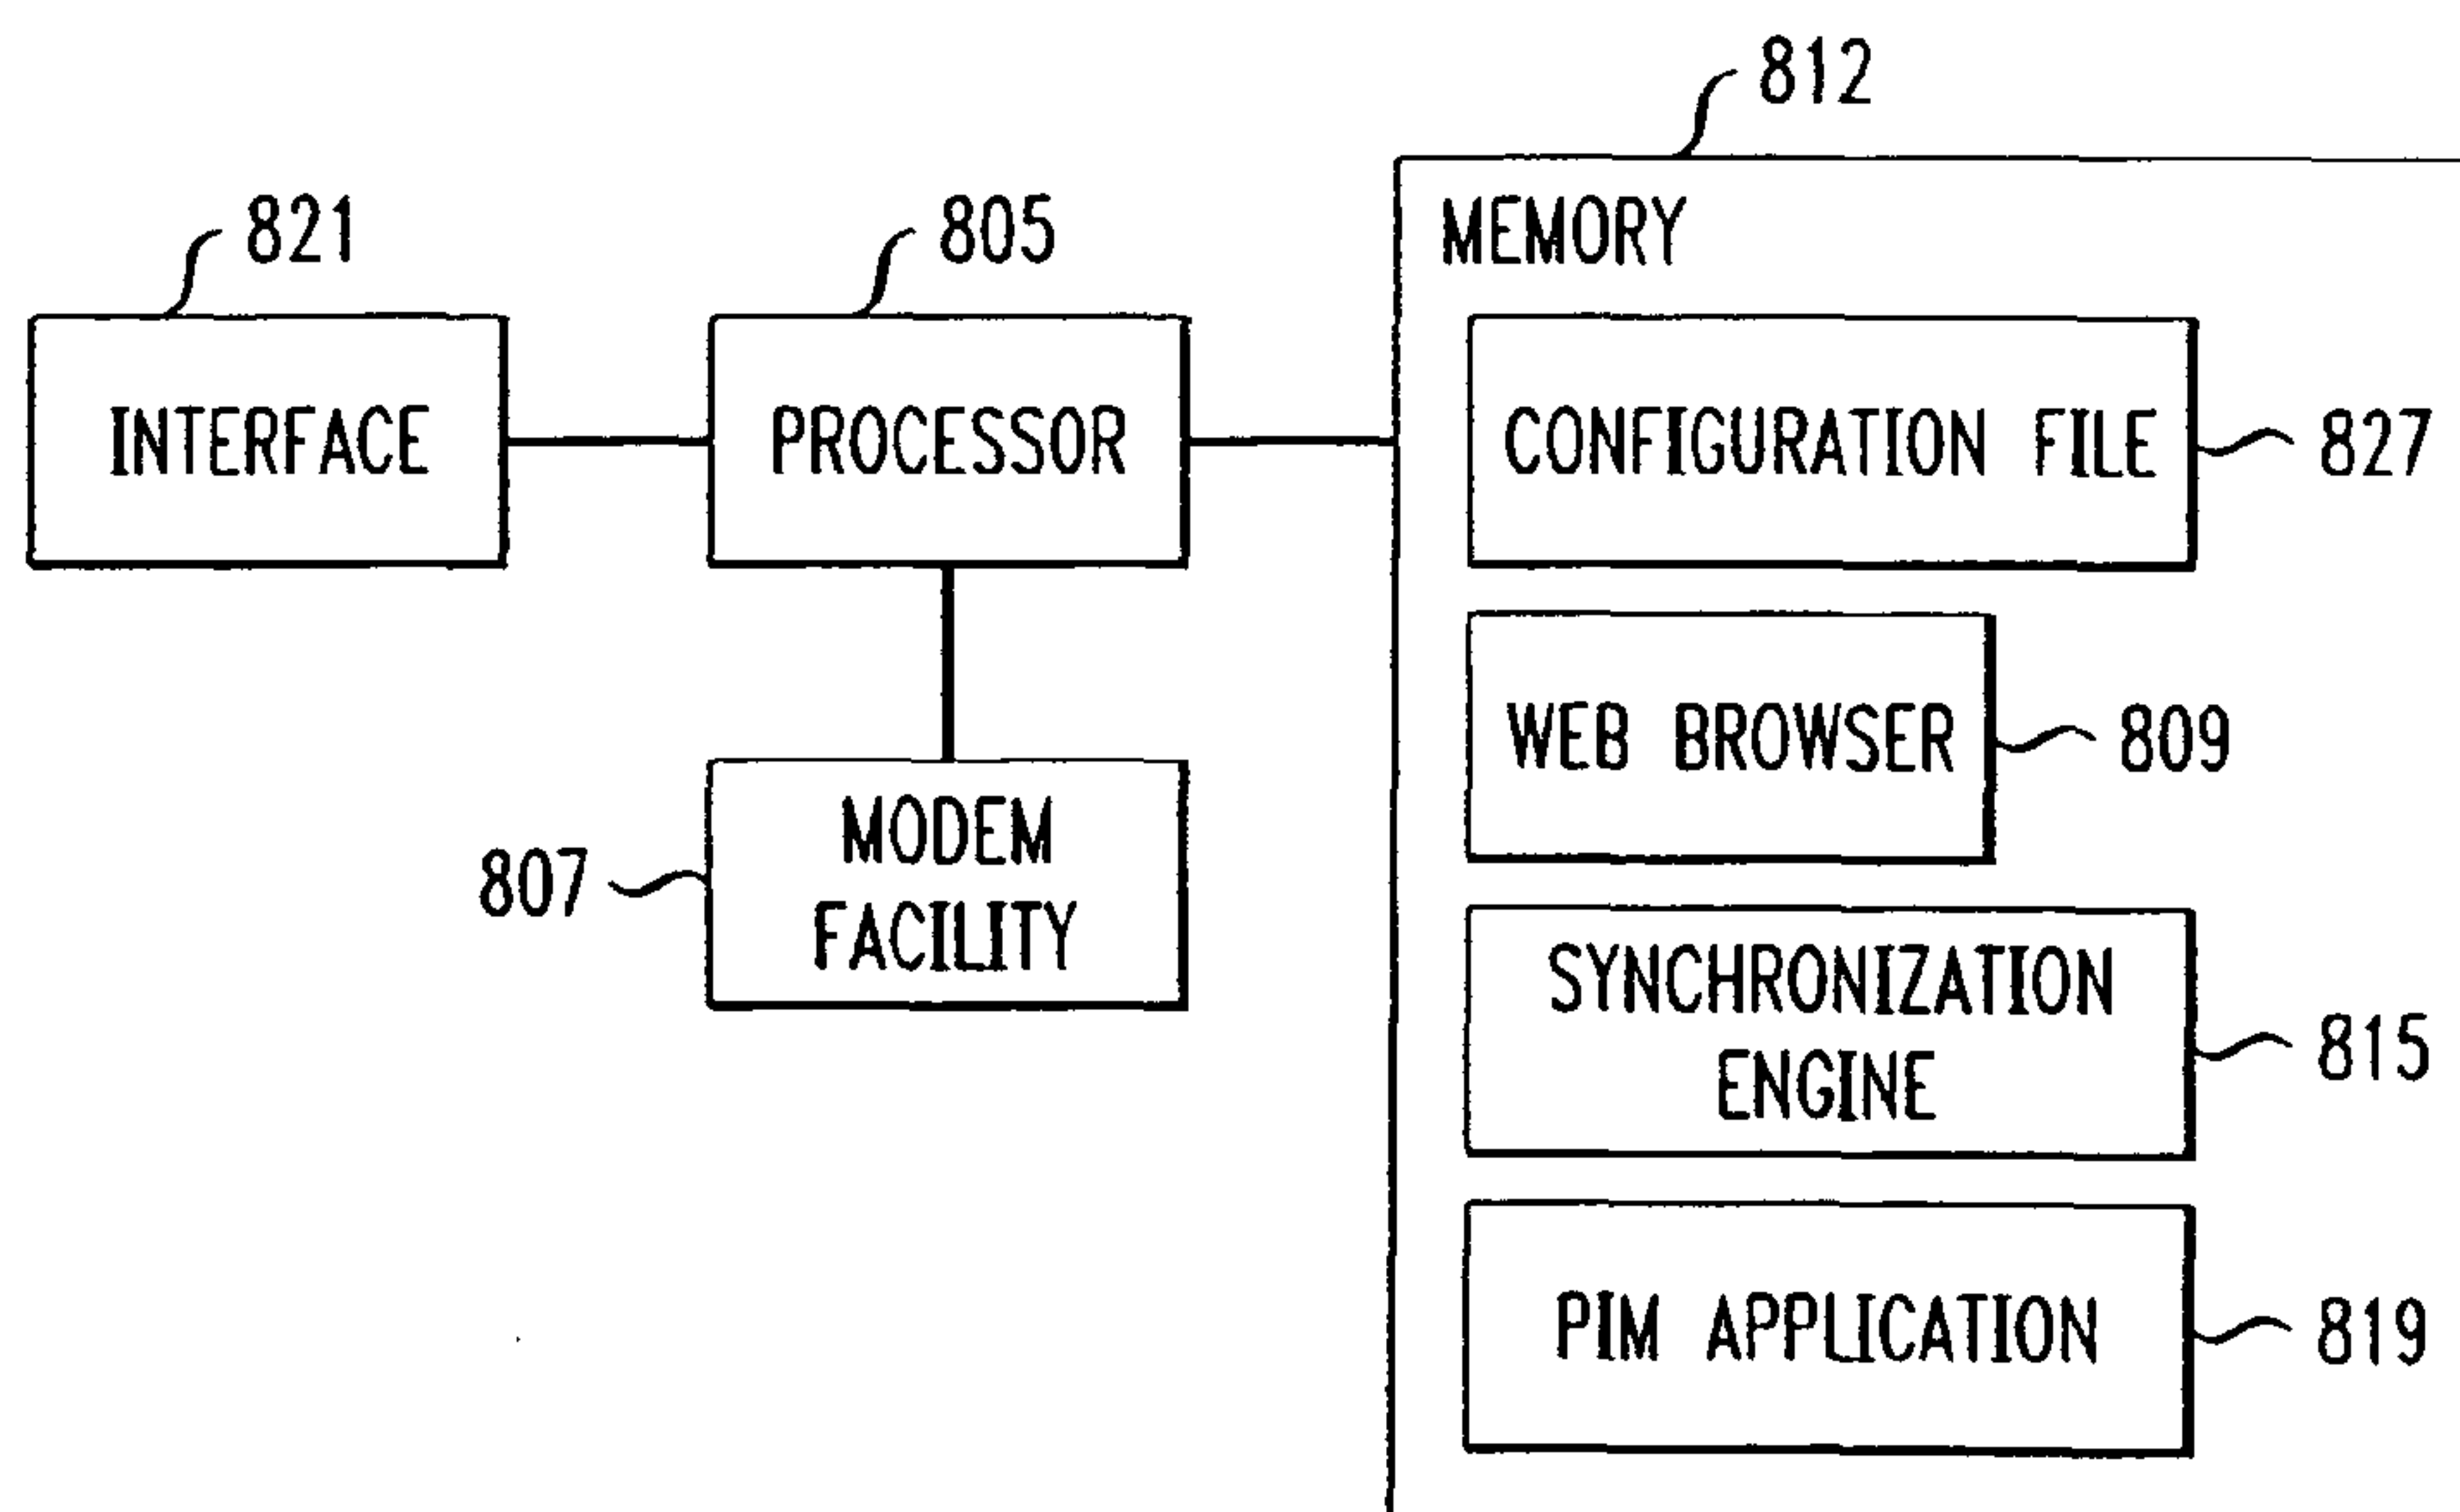 812
821
805
MEMORY
INTERFACE
PROCESSOR
CONFIGURATION FILE
827
WEB BROWSER
809
807
MODEM
FACILITY
SYNCHRONIZATION
ENGINE
815
PIM APPLICATION
819